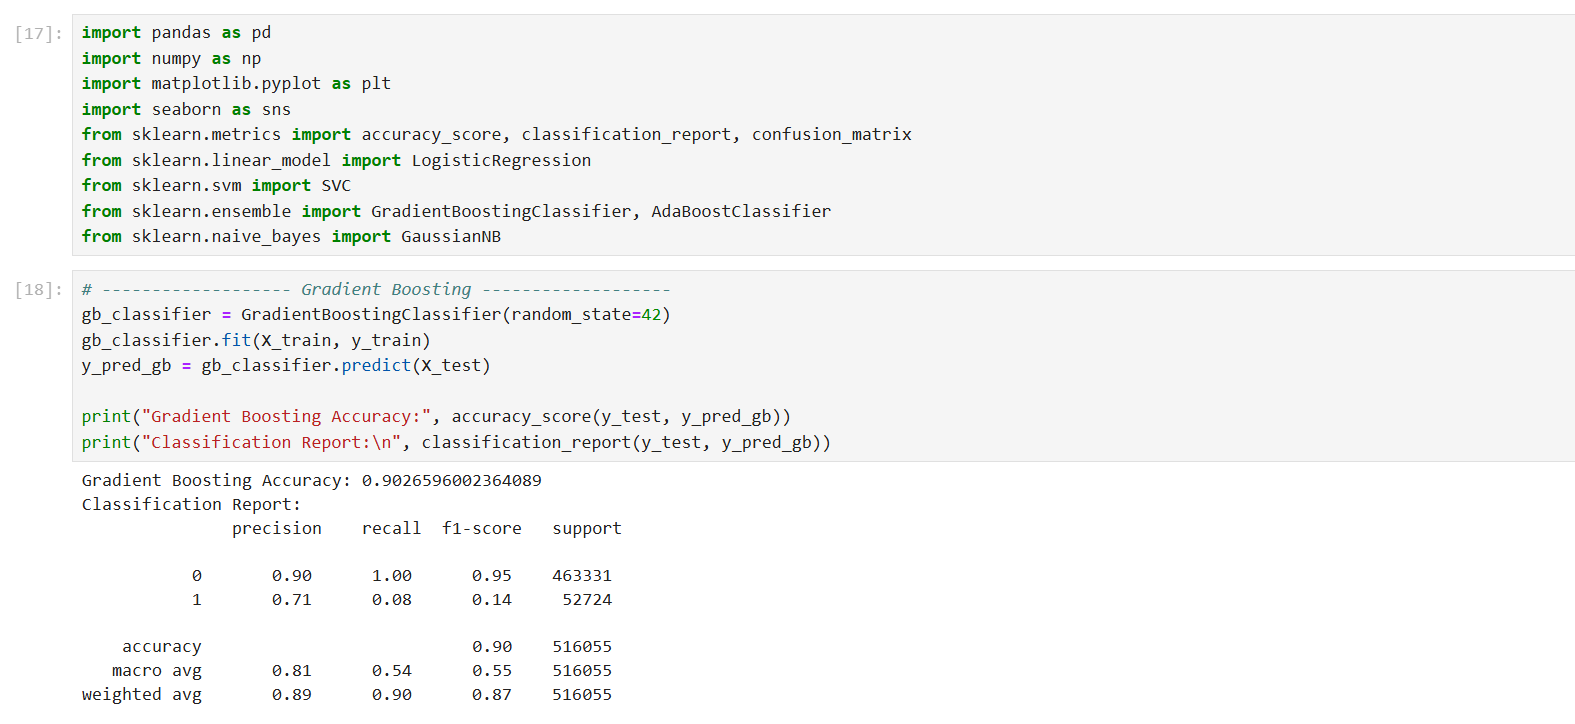 [17]: import pandas as pd
import numpy as np
import matplotlib.pyplot as plt
import seaborn as sns
from sklearn.metrics import accuracy_score, classification_report, confusion_matrix
from sklearn.linear_model import LogisticRegression
from sklearn.svm import SVC
from sklearn.ensemble import GradientBoostingClassifier, AdaBoostClassifier
from sklearn.naive_bayes import GaussianNB
[18]: # ------------------- Gradient Boosting -------------------
gb_classifier = GradientBoostingClassifier(random_state=42)
gb_classifier.fit(X_train, y_train)
y_pred_gb = gb_classifier.predict(X_test)
print("Gradient Boosting Accuracy:", accuracy_score(y_test, y_pred_gb))
print("Classification Report:\n", classification_report(y_test, y_pred_gb))
Gradient Boosting Accuracy: 0.9026596002364089
Classification Report:
precision recall f1-score support
0 0.90 1.00 0.95 463331
1 0.71 0.08 0.14 52724
accuracy 0.90 516055
macro avg 0.81 0.54 0.55 516055
weighted avg 0.89 0.90 0.87 516055